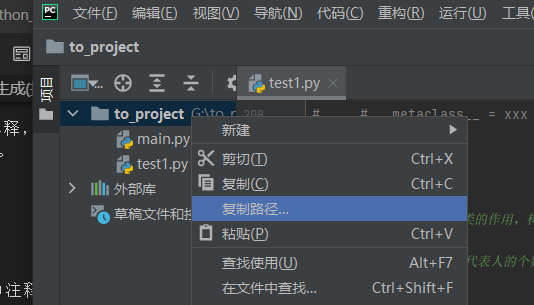 ython_
PC 文件(F) 编辑(E) 视图(V) 导航(N) 代码(C) 重构(R) 运行(U) 工具
to_project
生成(
项目
test1.py
释，
to_project G:\to_p
208 # # __metaclass__ = xxx
main.py
test1.py
外部库
草稿文件和
新建
剪切(T) Ctrl+X
复制(C) Ctrl+C
复制路径...
类的作用，
粘贴(P) Ctrl+V
代表人的个
查找使用(U) Alt+F7
在文件中查找... Ctrl+Shift+F
注释